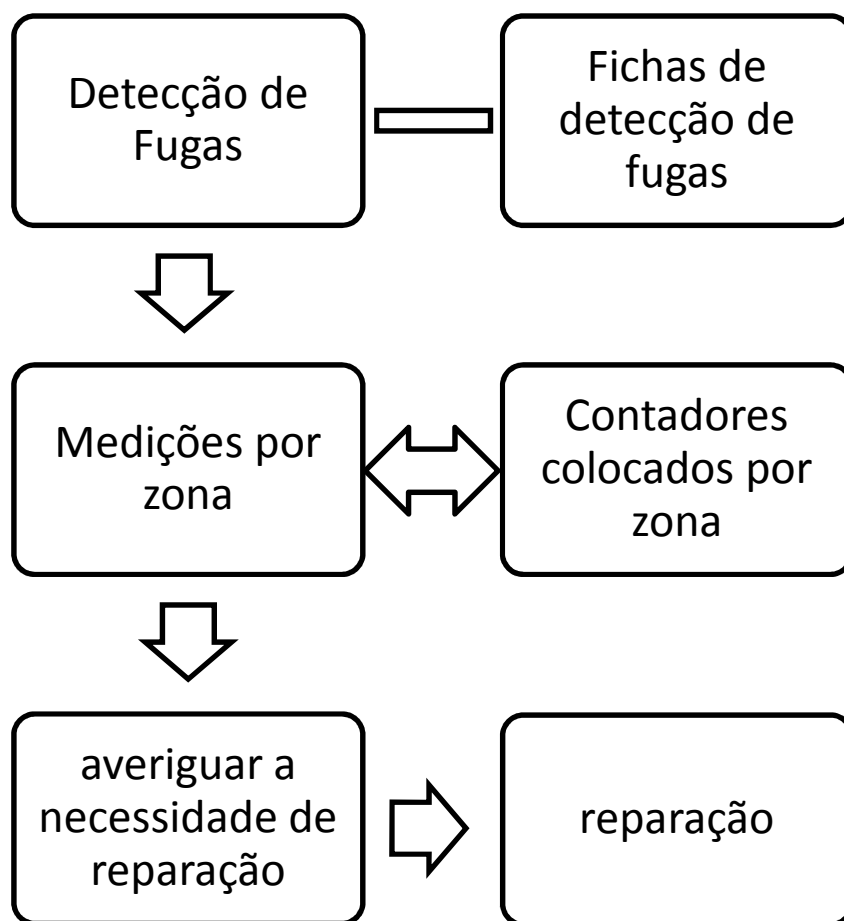 Detecção de
Fugas
Fichas de
detecção de
fugas
Medições por
zona
Contadores
colocados por
zona
averiguar a
necessidade de
reparação
reparação